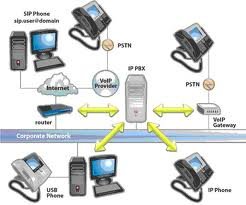 SIP Phone
sip.user@domain
PSTN
PSTN
Internet
VoIP
Provider
IP PBX
router
VoIP
Gateway
Corporate Network
USB
Phone
IP Phone